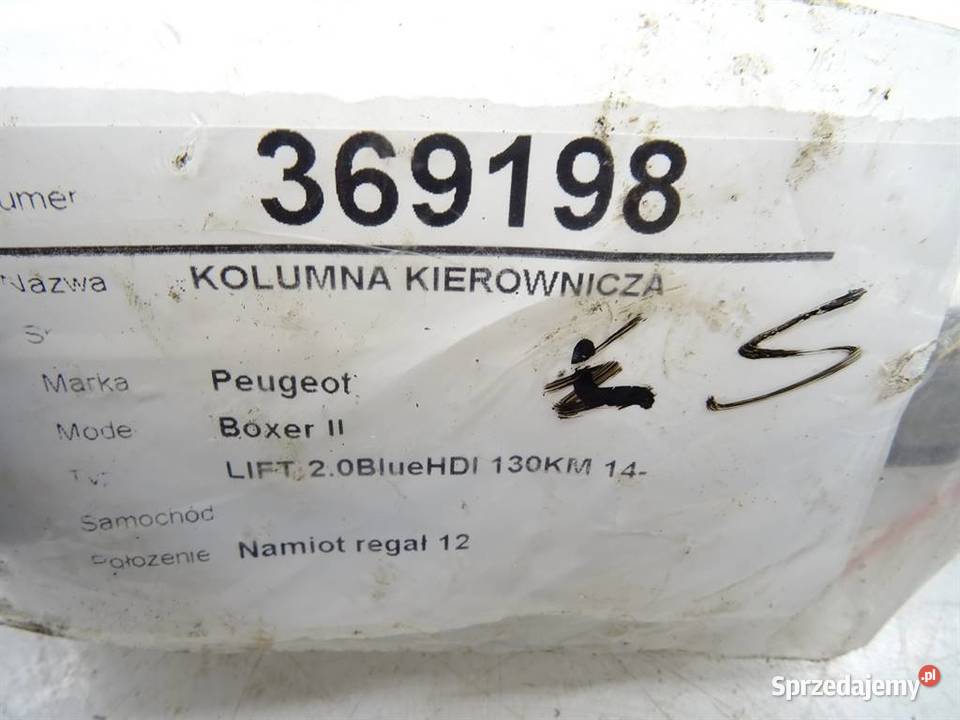 umer 369198
Nazwa KOLUMNA KIEROWNICZA
Marka Peugeot
Mode Boxer II
LIFT 2.0BlueHDI 130KM 14-
Samochód
Położenie Namiot regał 12
S
Sprzedajemy.pl